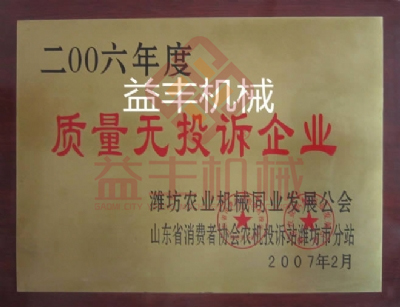 二00六年度
益丰机械
质量无投诉企业
益丰机械
潍坊农业机械同业发展公会
山东省消费者协会农机投诉站潍坊市分站
2007年2月